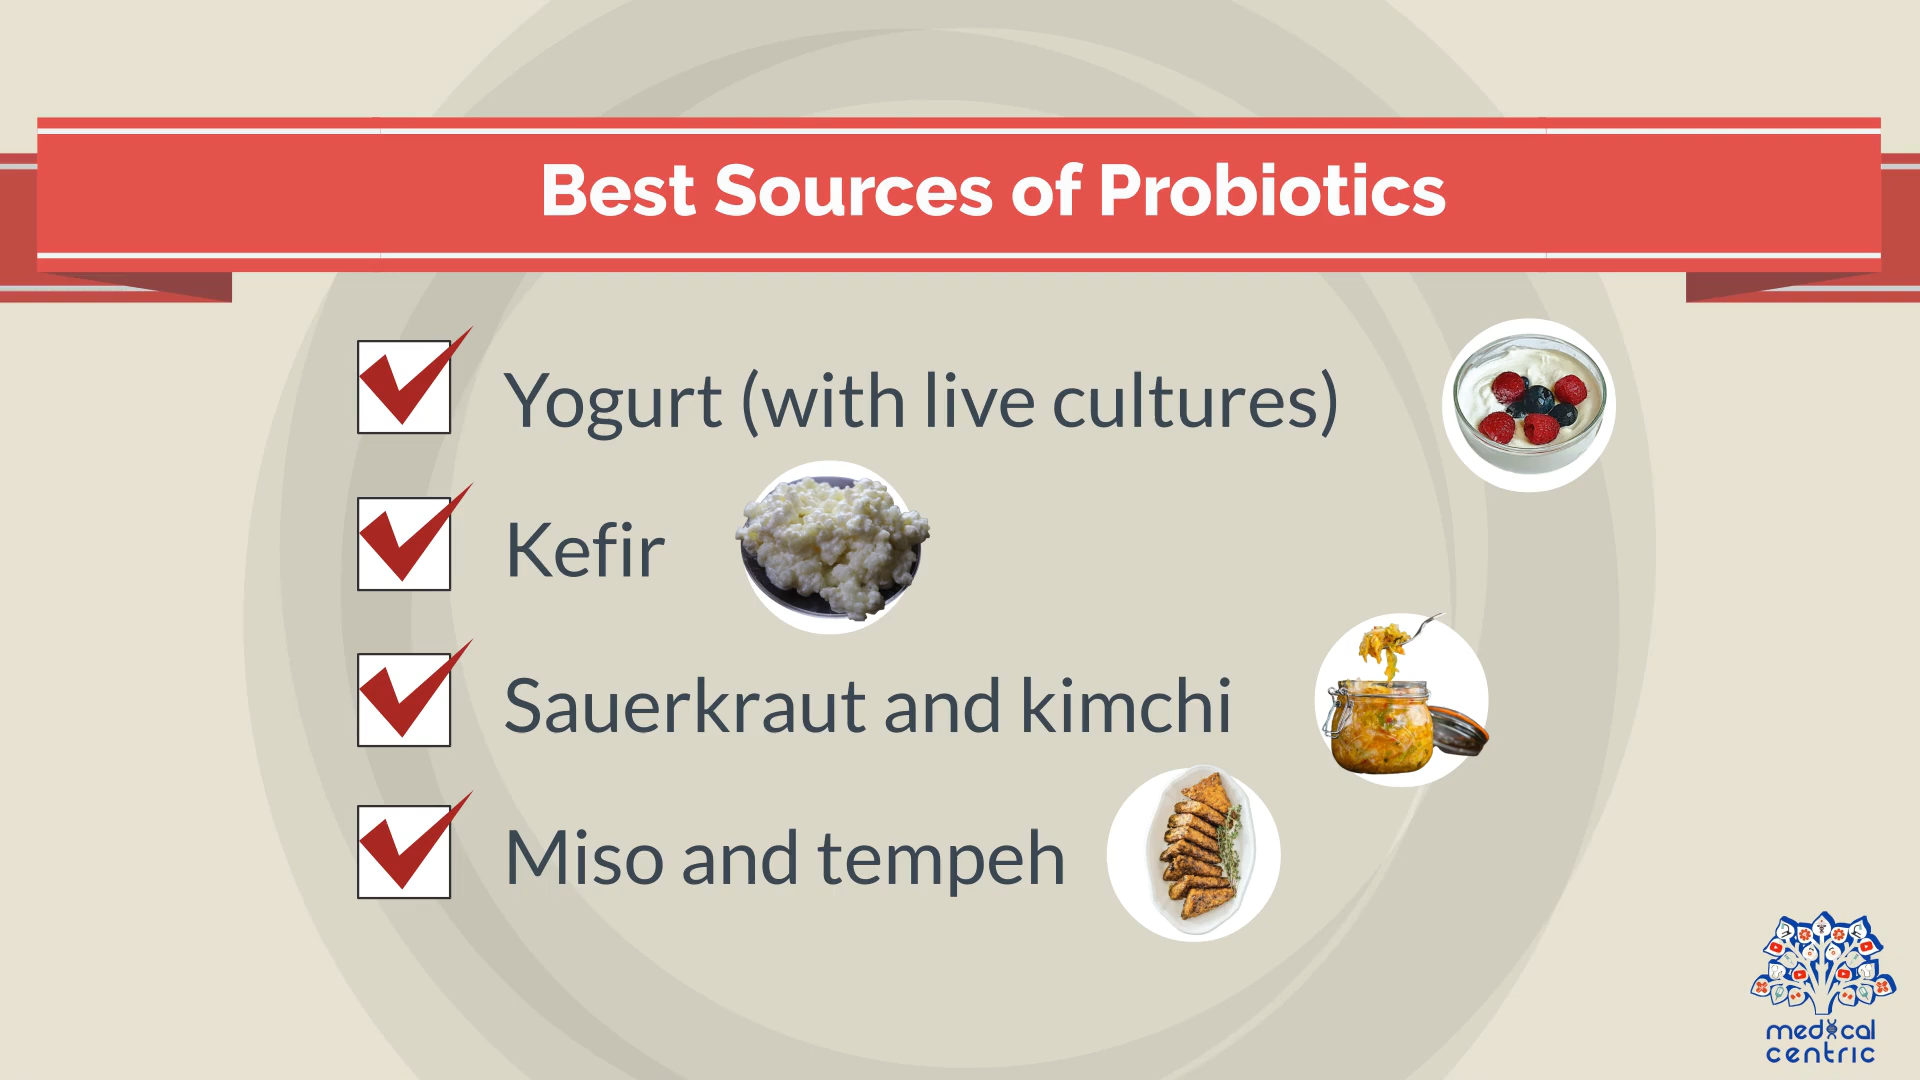 Best Sources of Probiotics
Yogurt (with live cultures)
Kefir
Sauerkraut and kimchi
Miso and tempeh
medical
centric